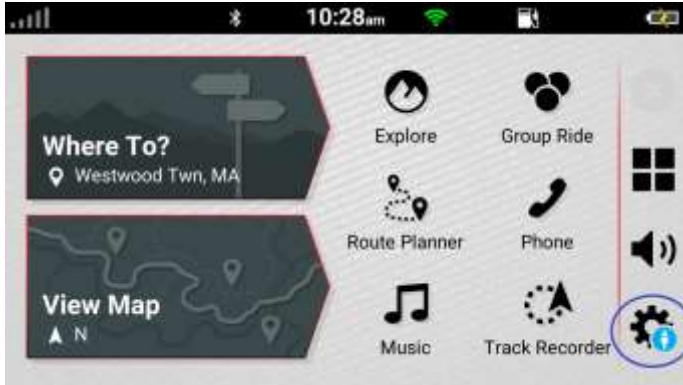 10:28am
Where To?
Westwood Twn, MA
View Map
N
Explore
Group Ride
Route Planner
Phone
Music
Track Recorder